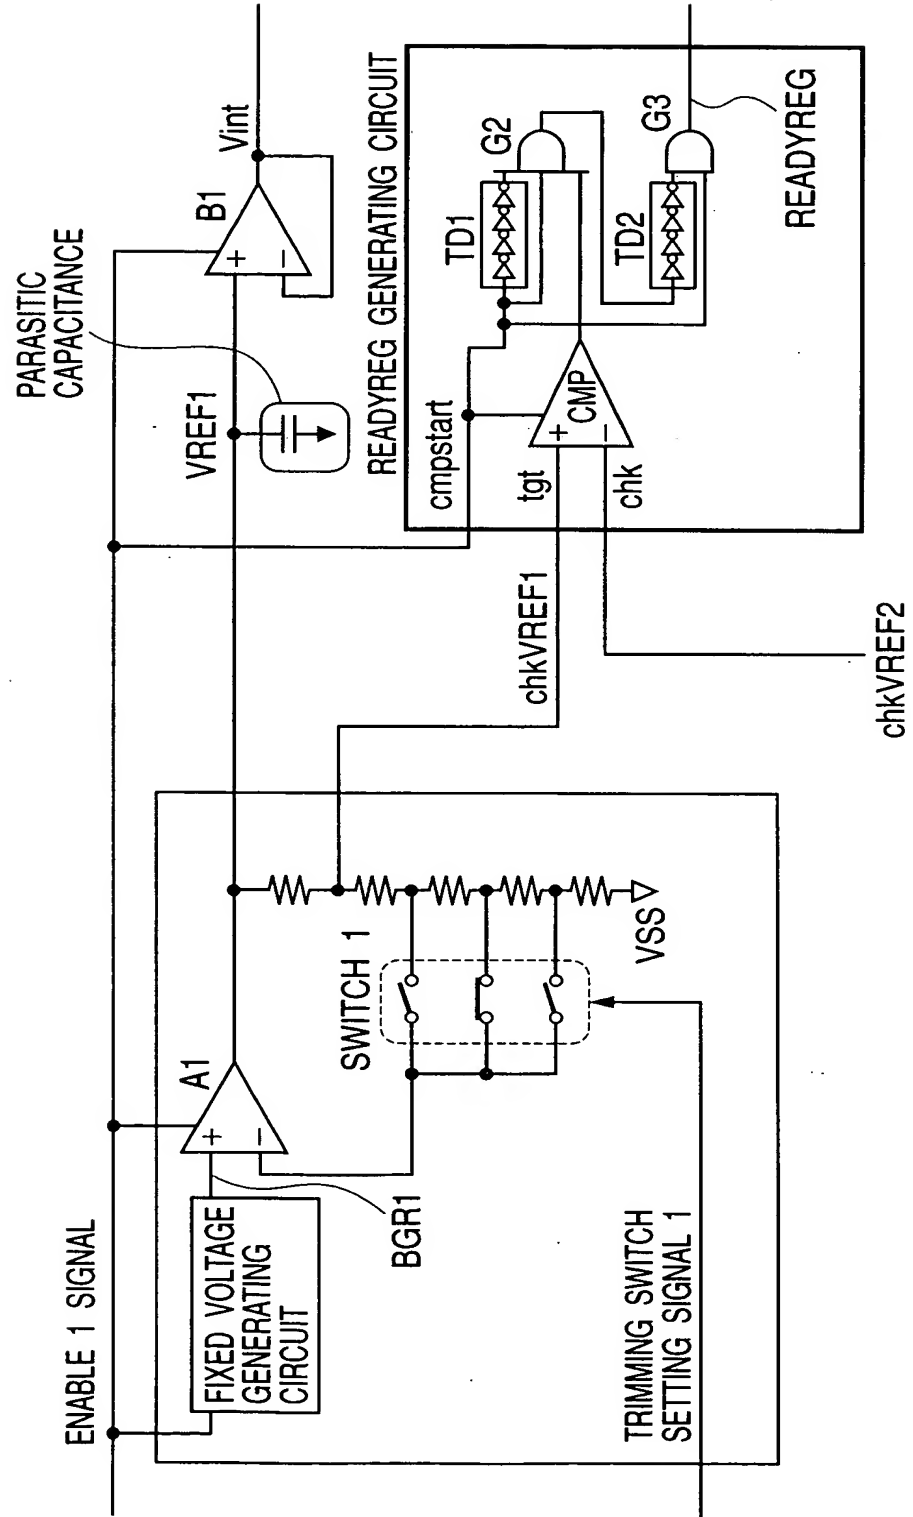 ENABLE 1 SIGNAL
FIXED VOLTAGE
GENERATING
CIRCUIT
BGR1
A1
+
−
SWITCH 1
VSS
TRIMMING SWITCH
SETTING SIGNAL 1
VREF1
PARASITIC
CAPACITANCE
B1
+
−
Vint
chkVREF1
chkVREF2
READYREG GENERATING CIRCUIT
cmpstart
tgt
chk
+
−
CMP
TD1
G2
TD2
G3
READYREG